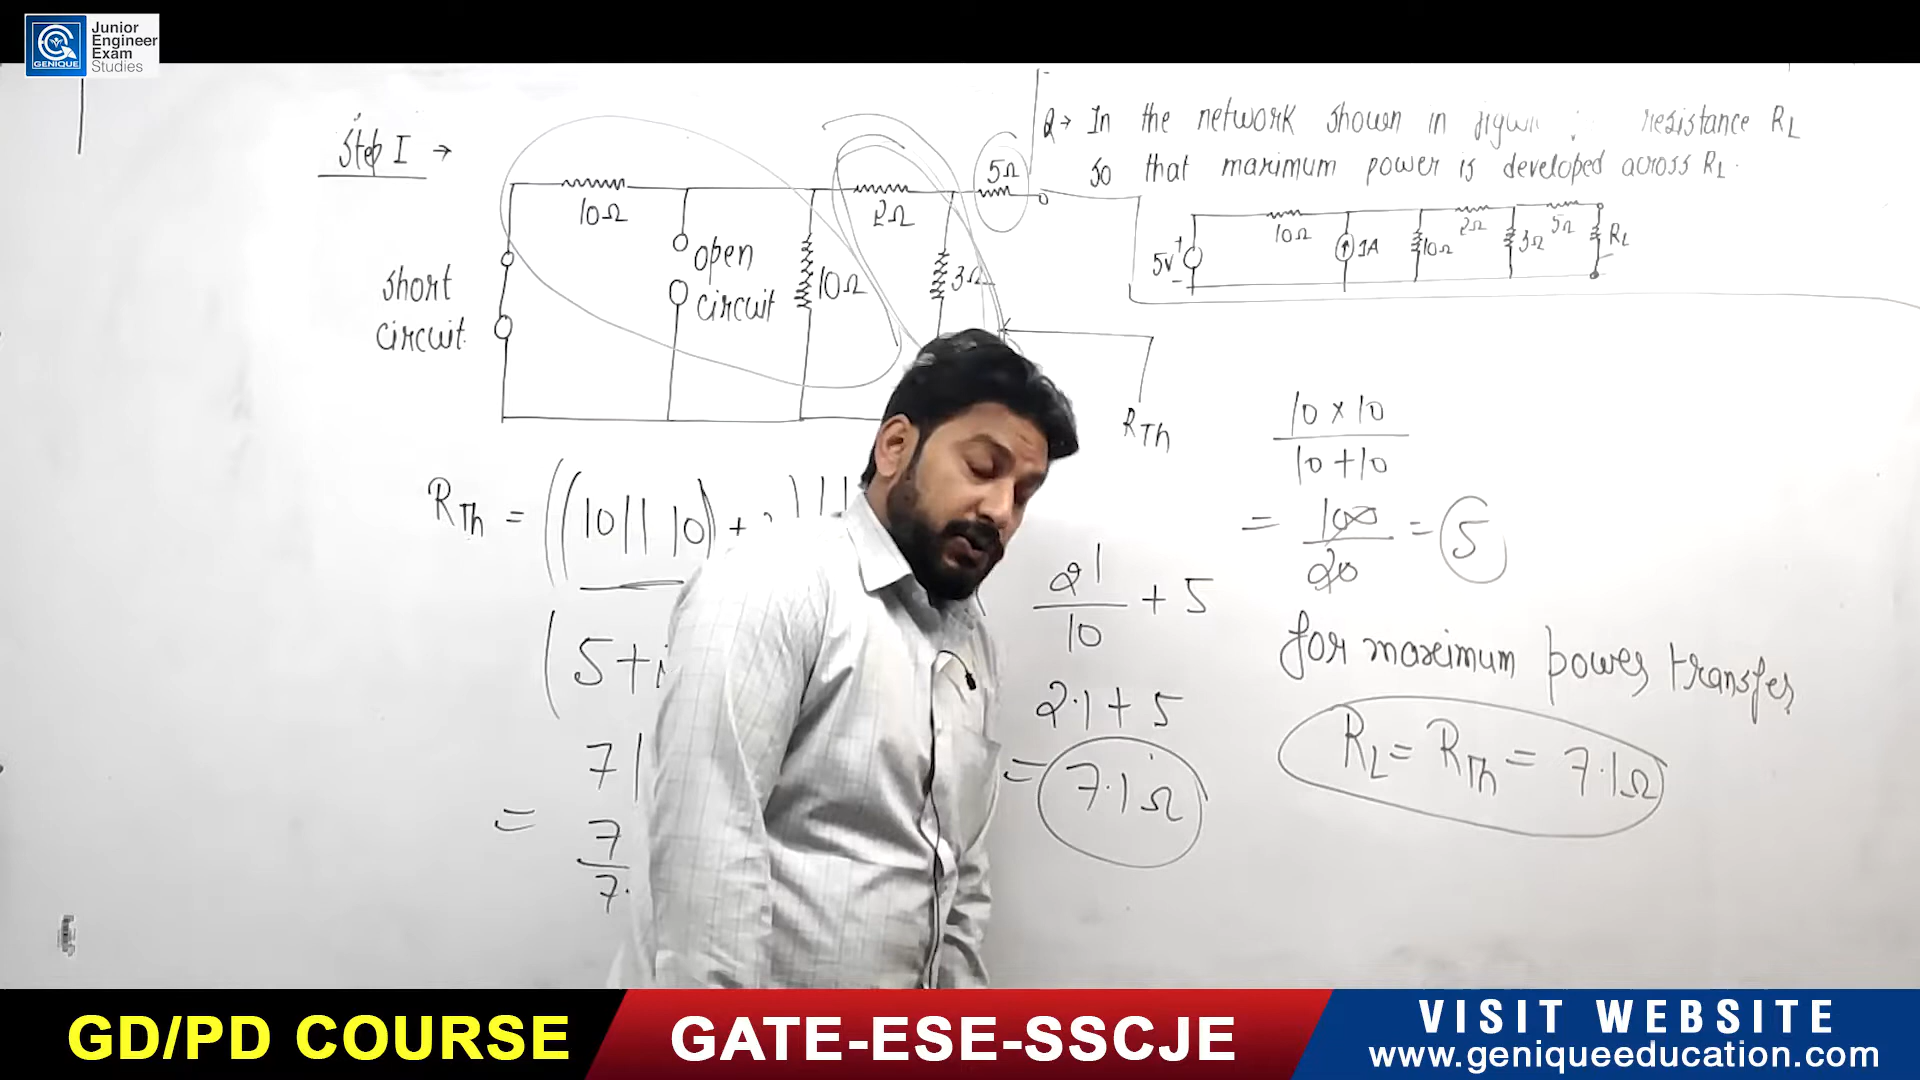 Junior
Engineer
Exam
Studies
GENIQUE
Step I →
10Ω
2Ω
5Ω
short
circuit
open
circuit
10Ω
3Ω
RTh
Q→ In the network shown in resistance RL
so that maximum power is developed across RL.
5V
+
-
10Ω
1A
10Ω
2Ω
3Ω
5Ω
RL
RTh = ((10||10)+
(5+
7|
= 7
7.
21/10 + 5
2.1+5
= 7.1Ω
10 x 10
10 +10
= 100/20 = 5
for maximum power transfer
RL = RTh = 7.1Ω
GD/PD COURSE
GATE-ESE-SSCJE
VISIT WEBSITE
www.geniqueeducation.com